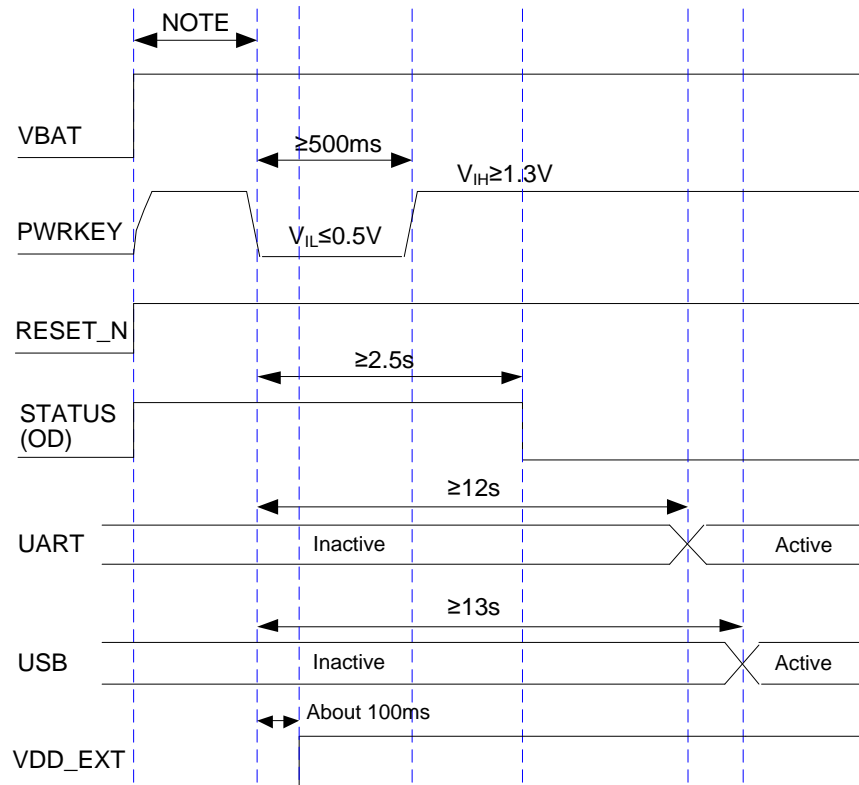 NOTE
VBAT
≥500ms
VIH≥1.3V
PWRKEY
VIL≤0.5V
RESET_N
≥2.5s
STATUS
(OD)
≥12s
UART
Inactive
Active
≥13s
USB
Inactive
Active
About 100ms
VDD_EXT